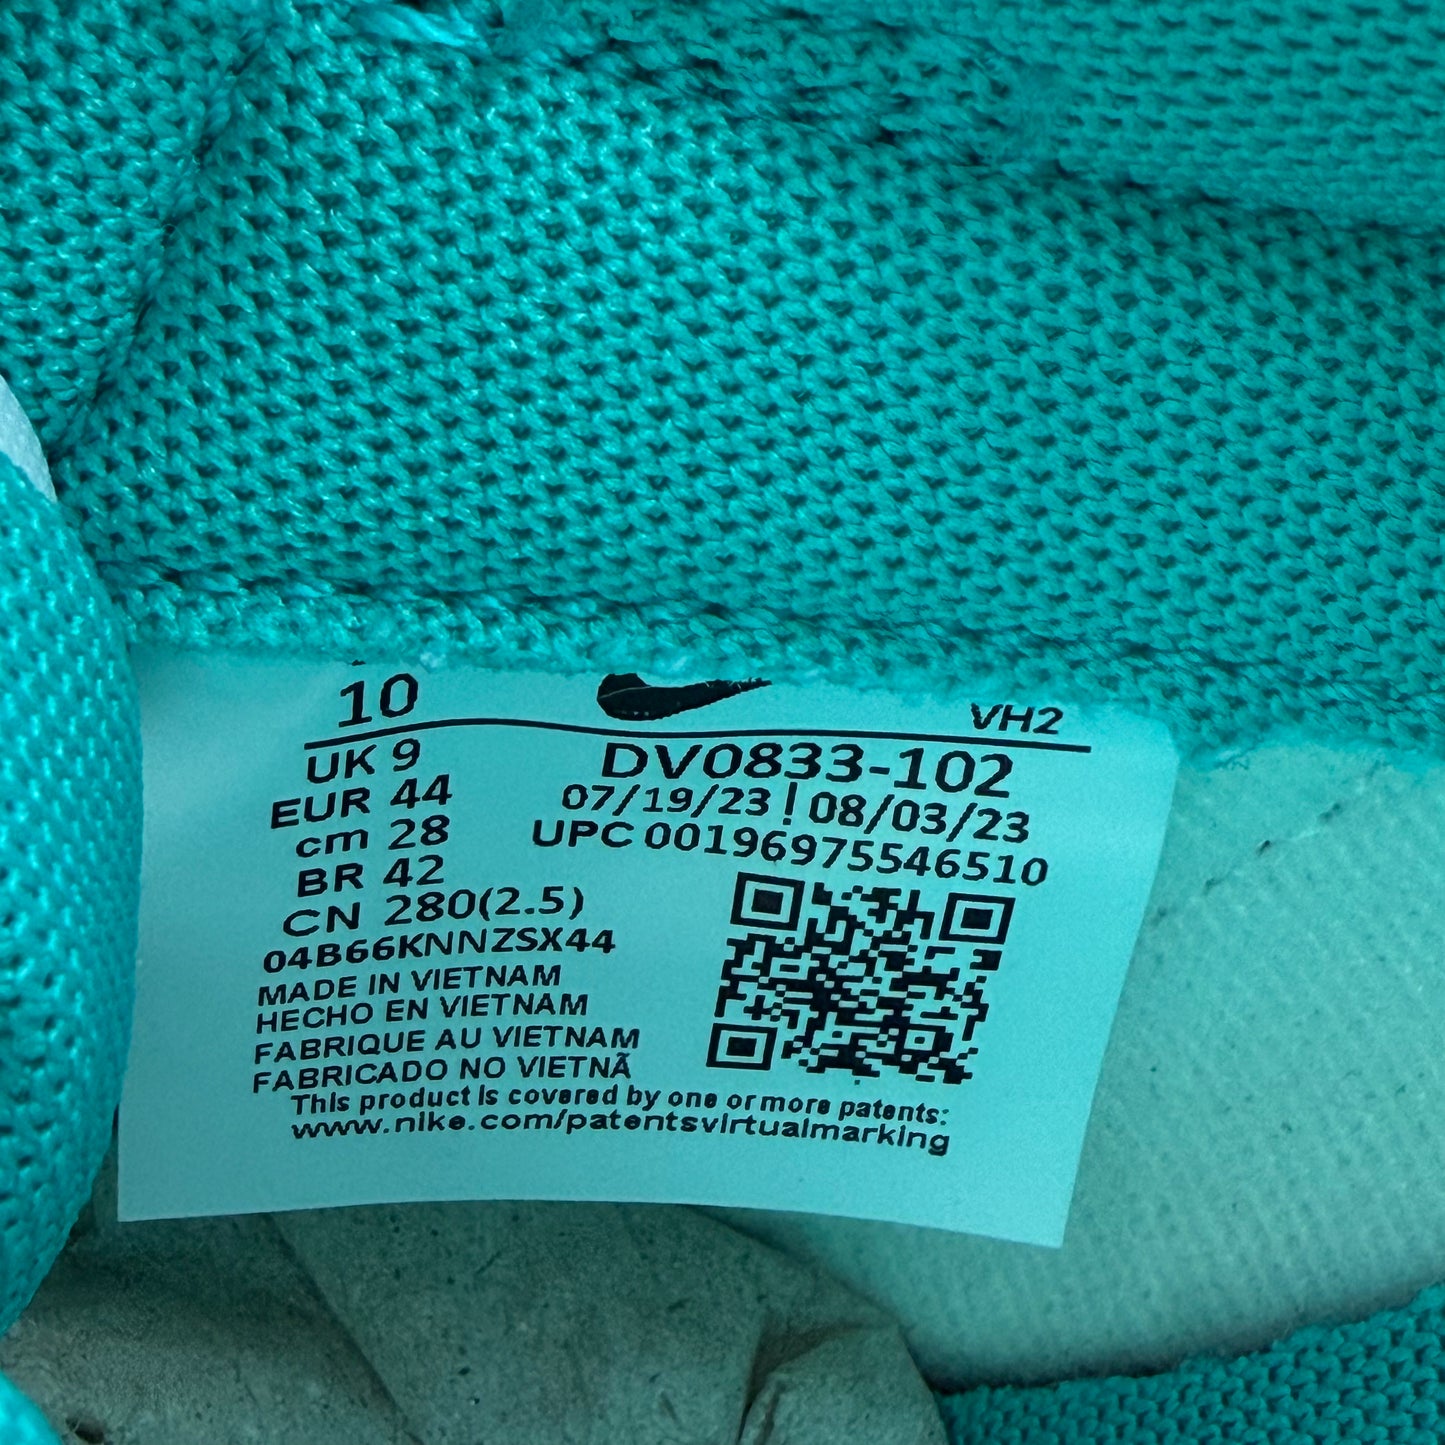 10
VH2
UK 9
DV0833-102
EUR 44
07/19/23 | 08/03/23
cm 28
UPC 00196975546510
BR 42
CN 280(2.5)
04B66KNNZSX44
MADE IN VIETNAM
HECHO EN VIETNAM
FABRIQUE AU VIETNAM
FABRICADO NO VIETNÃ
This product is covered by one or more patents:
www.nike.com/patentsvirtualmarking